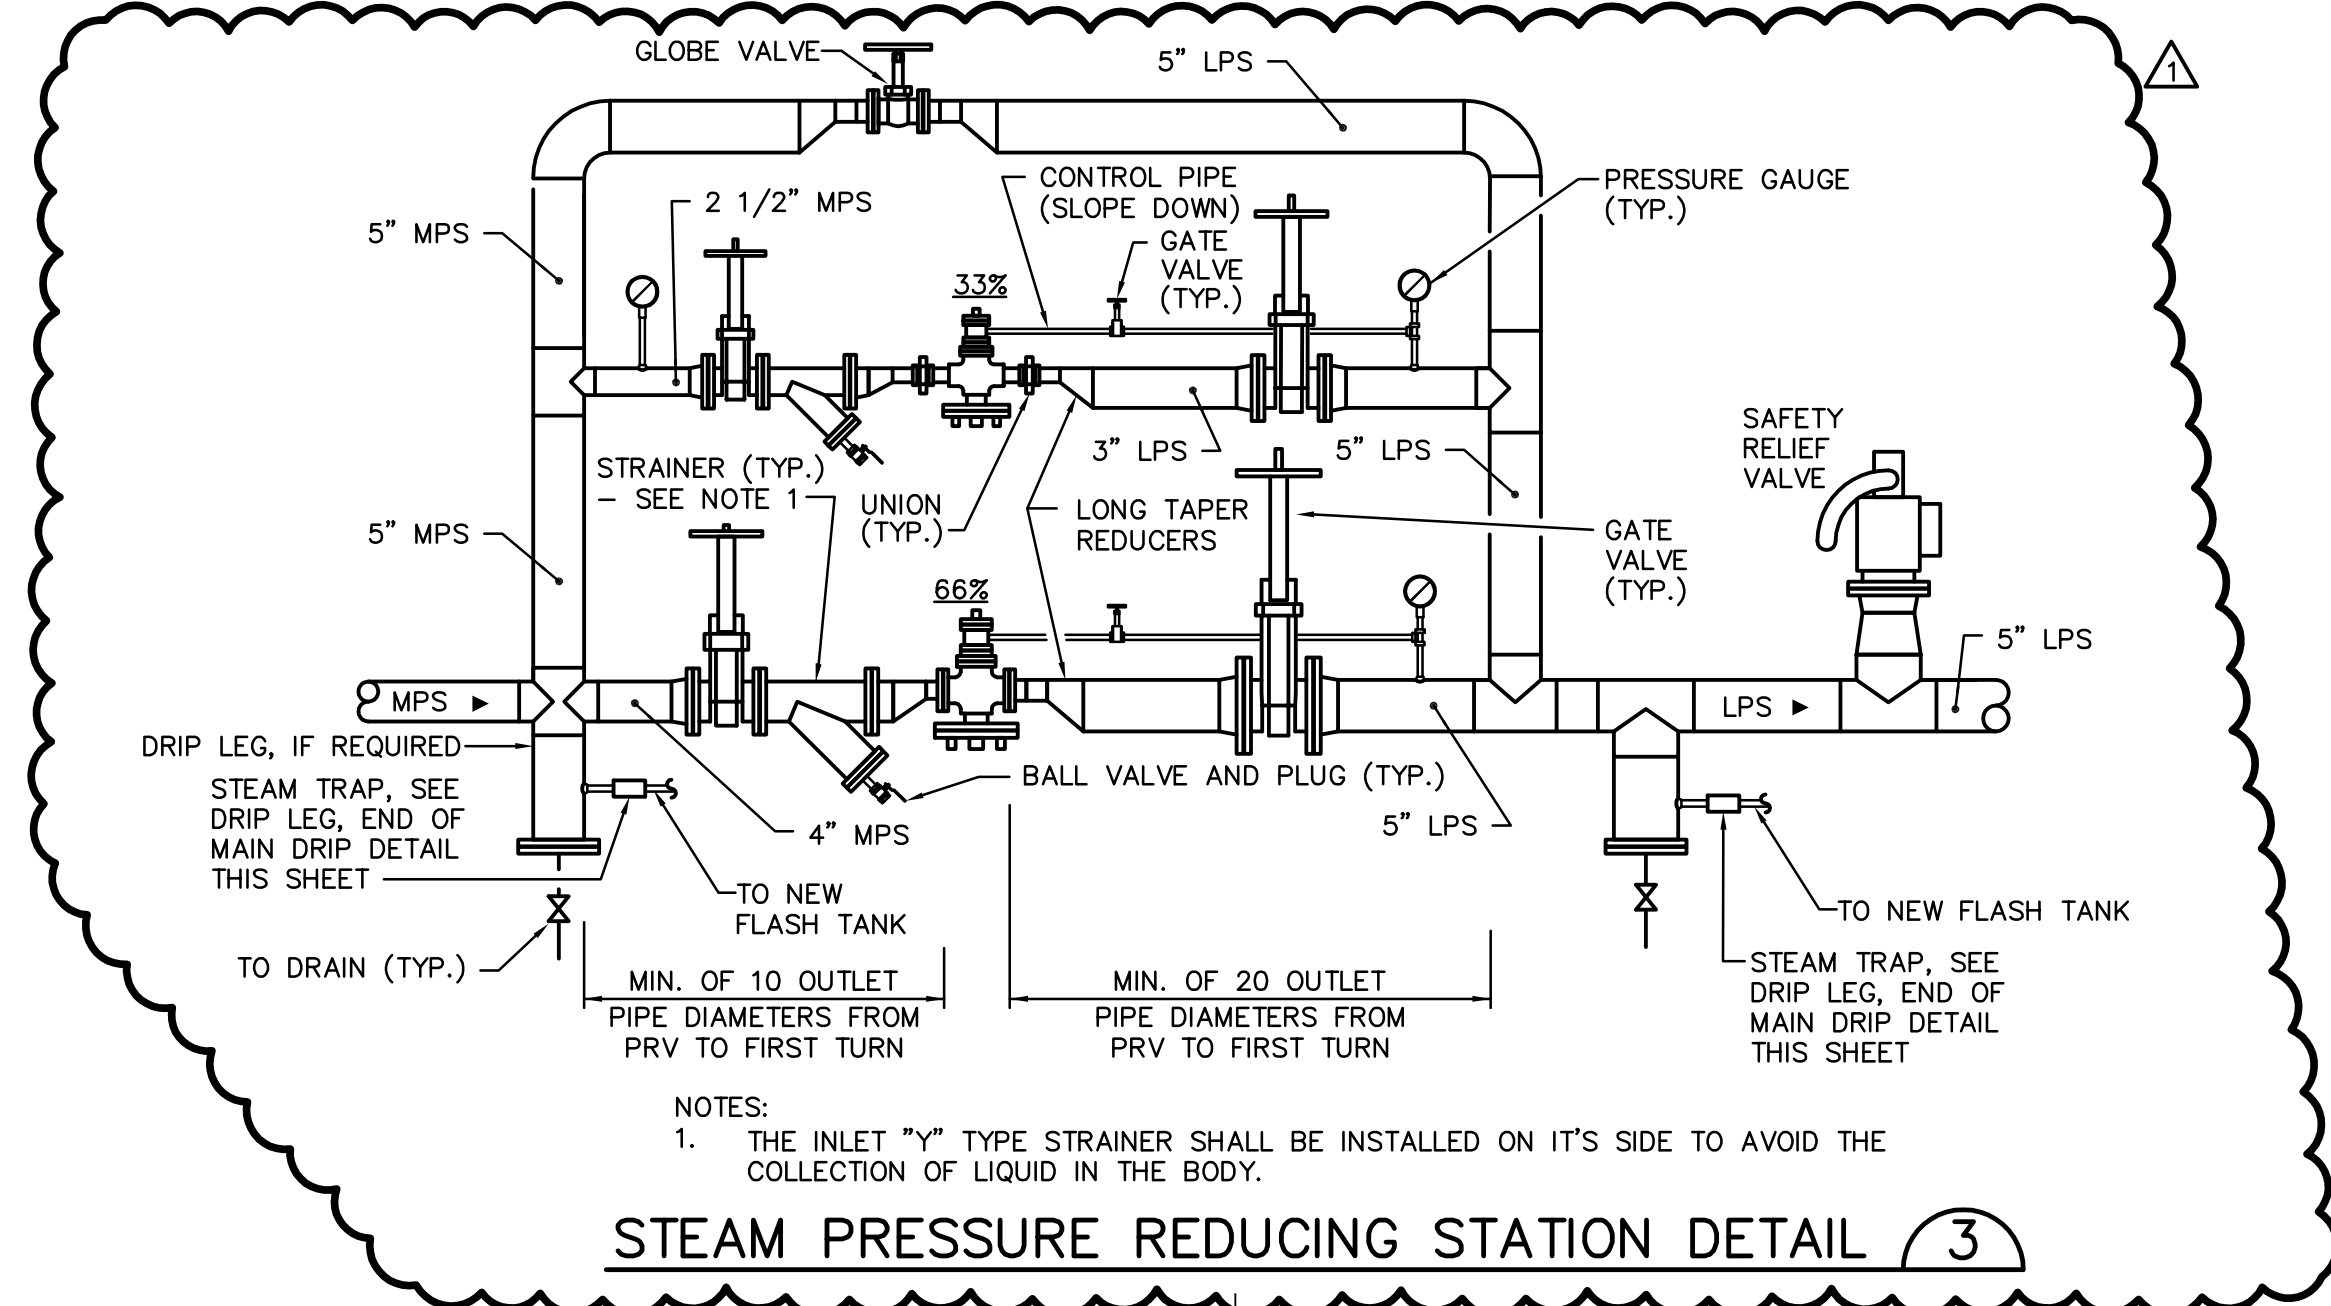 GLOBE VALVE
5” LPS
1
CONTROL PIPE
(SLOPE DOWN)
PRESSURE GAUGE
(TYP.)
2 1/2” MPS
5” MPS
GATE
VALVE
(TYP.)
33%
SAFETY
RELIEF
VALVE
3” LPS
5” LPS
STRAINER (TYP.)
– SEE NOTE 1
UNION
(TYP.)
LONG TAPER
REDUCERS
5” MPS
GATE
VALVE
(TYP.)
66%
5” LPS
MPS
LPS
DRIP LEG, IF REQUIRED
STEAM TRAP, SEE
DRIP LEG, END OF
MAIN DRIP DETAIL
THIS SHEET
BALL VALVE AND PLUG (TYP.)
4” MPS
5” LPS
TO NEW
FLASH TANK
TO NEW FLASH TANK
TO DRAIN (TYP.)
STEAM TRAP, SEE
DRIP LEG, END OF
MAIN DRIP DETAIL
THIS SHEET
MIN. OF 10 OUTLET
PIPE DIAMETERS FROM
PRV TO FIRST TURN
MIN. OF 20 OUTLET
PIPE DIAMETERS FROM
PRV TO FIRST TURN
NOTES:
1. THE INLET ”Y” TYPE STRAINER SHALL BE INSTALLED ON IT'S SIDE TO AVOID THE
COLLECTION OF LIQUID IN THE BODY.
STEAM PRESSURE REDUCING STATION DETAIL 3